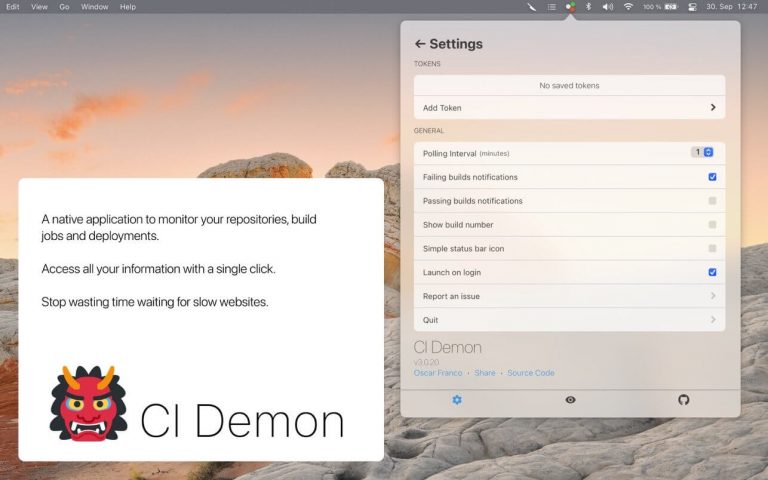 Edit View Go Window Help
100 % 30. Sep 12:47
Settings
TOKENS
No saved tokens
Add Token
GENERAL
Polling Interval (minutes) 1
Failing builds notifications
Passing builds notifications
Show build number
Simple status bar icon
Launch on login
Report an issue
Quit
CI Demon
v3.0.20
Oscar Franco · Share · Source Code
A native application to monitor your repositories, build
jobs and deployments.
Access all your information with a single click.
Stop wasting time waiting for slow websites.
CI Demon